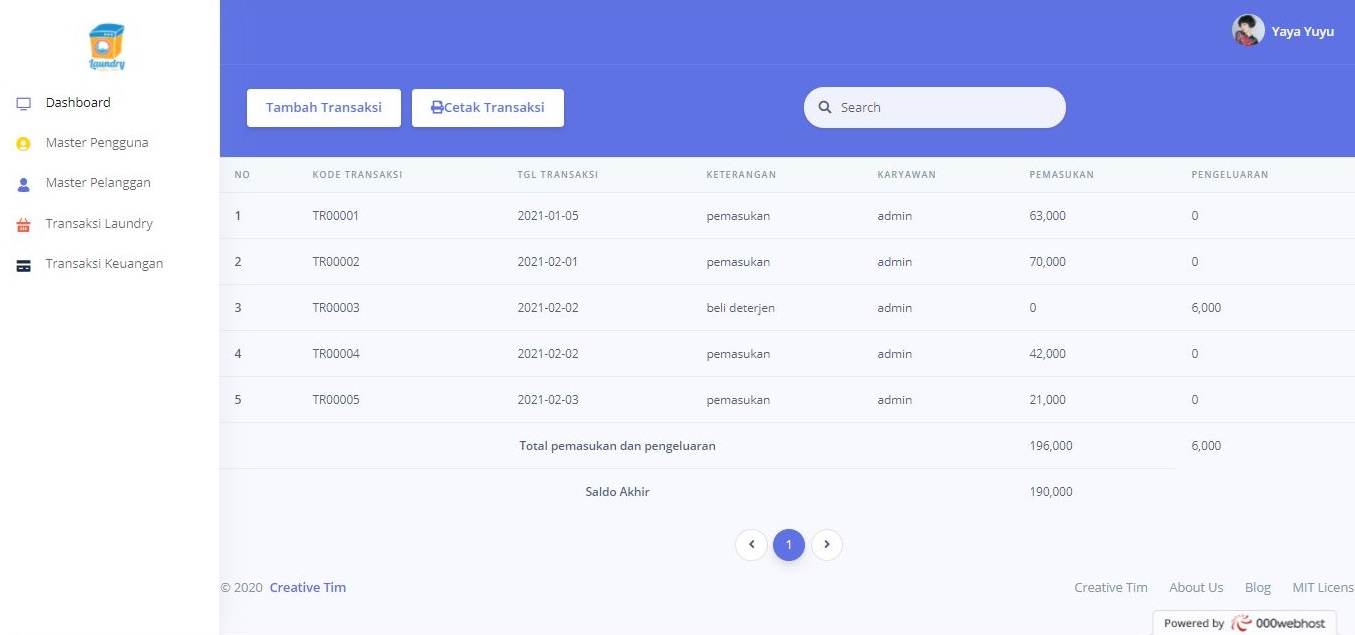 Laundry
Yaya Yuyu
Dashboard
Master Pengguna
Master Pelanggan
Transaksi Laundry
Transaksi Keuangan
Tambah Transaksi Cetak Transaksi Search
NO KODE TRANSAKSI TGL TRANSAKSI KETERANGAN KARYAWAN PEMASUKAN PENGELUARAN
1 TR00001 2021-01-05 pemasukan admin 63,000 0
2 TR00002 2021-02-01 pemasukan admin 70,000 0
3 TR00003 2021-02-02 beli deterjen admin 0 6,000
4 TR00004 2021-02-02 pemasukan admin 42,000 0
5 TR00005 2021-02-03 pemasukan admin 21,000 0
Total pemasukan dan pengeluaran 196,000 6,000
Saldo Akhir 190,000
1
© 2020 Creative Tim Creative Tim About Us Blog MIT Licens
Powered by 000webhost